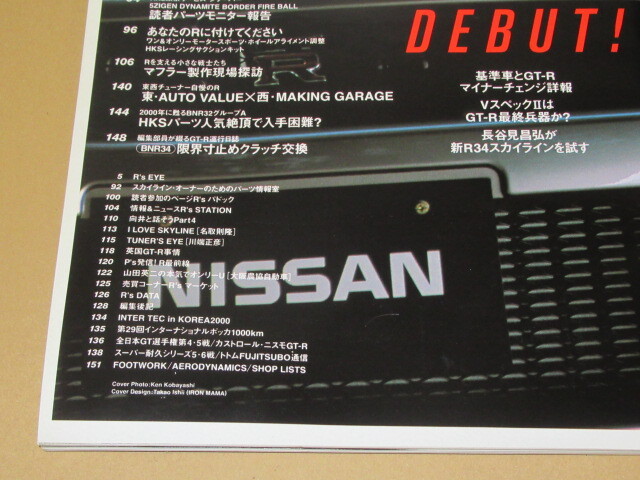 5ZIGEN DYNAMITE BORDER FIRE BALL
読者パーツモニター報告
96 あなたのRに付けてください
ワン&オンリーモータースポーツ・ホイールアライメント調整
HKSレーシングサクションキット
106 Rを支える小さな戦士たち
マフラー製作現場探訪
140 東西チューナー自慢のR
東・AUTO VALUE×西・MAKING GARAGE
144 2000年に甦るBNR32グループA
HKSパーツ人気絶頂で入手困難?
148 編集部員が綴るGT-R運行日誌
BNR34 限界寸止めクラッチ交換
DEBUT!
基準車とGT-R
マイナーチェンジ詳報
VスペックIIは
GT-R最終兵器か?
長谷見昌弘が
新R34スカイラインを試す
R
5 R's EYE
92 スカイライン・オーナーのためのパーツ情報室
100 読者参加のページR's パドック
104 情報&ニュースR's STATION
110 向井と話そうPart4
113 I LOVE SKYLINE [名取則隆]
115 TUNER'S EYE [川端正彦]
118 英国GT-R事情
120 P's発信!R最前線
122 山田英二の本気でオンリーU [大阪農協自動車]
125 売買コーナーR's マーケット
126 R's DATA
128 編集後記
134 INTER TEC in KOREA2000
135 第29回インターナショナルポッカ1000km
136 全日本GT選手権第4・5戦/カストロール・ニスモGT-R
138 スーパー耐久シリーズ5・6戦/トトムFUJITSUBO通信
151 FOOTWORK/AERODYNAMICS/SHOP LISTS
NISSAN
Cover Photo:Ken Kobayashi
Cover Design:Takao Ishii (IRON MAMA)